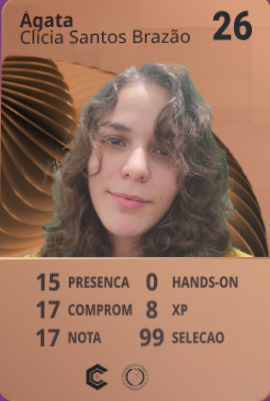 Ágata
Clícia Santos Brazão
26
15 PRESENCA 0 HANDS-ON
17 COMPROM 8 XP
17 NOTA 99 SELECAO